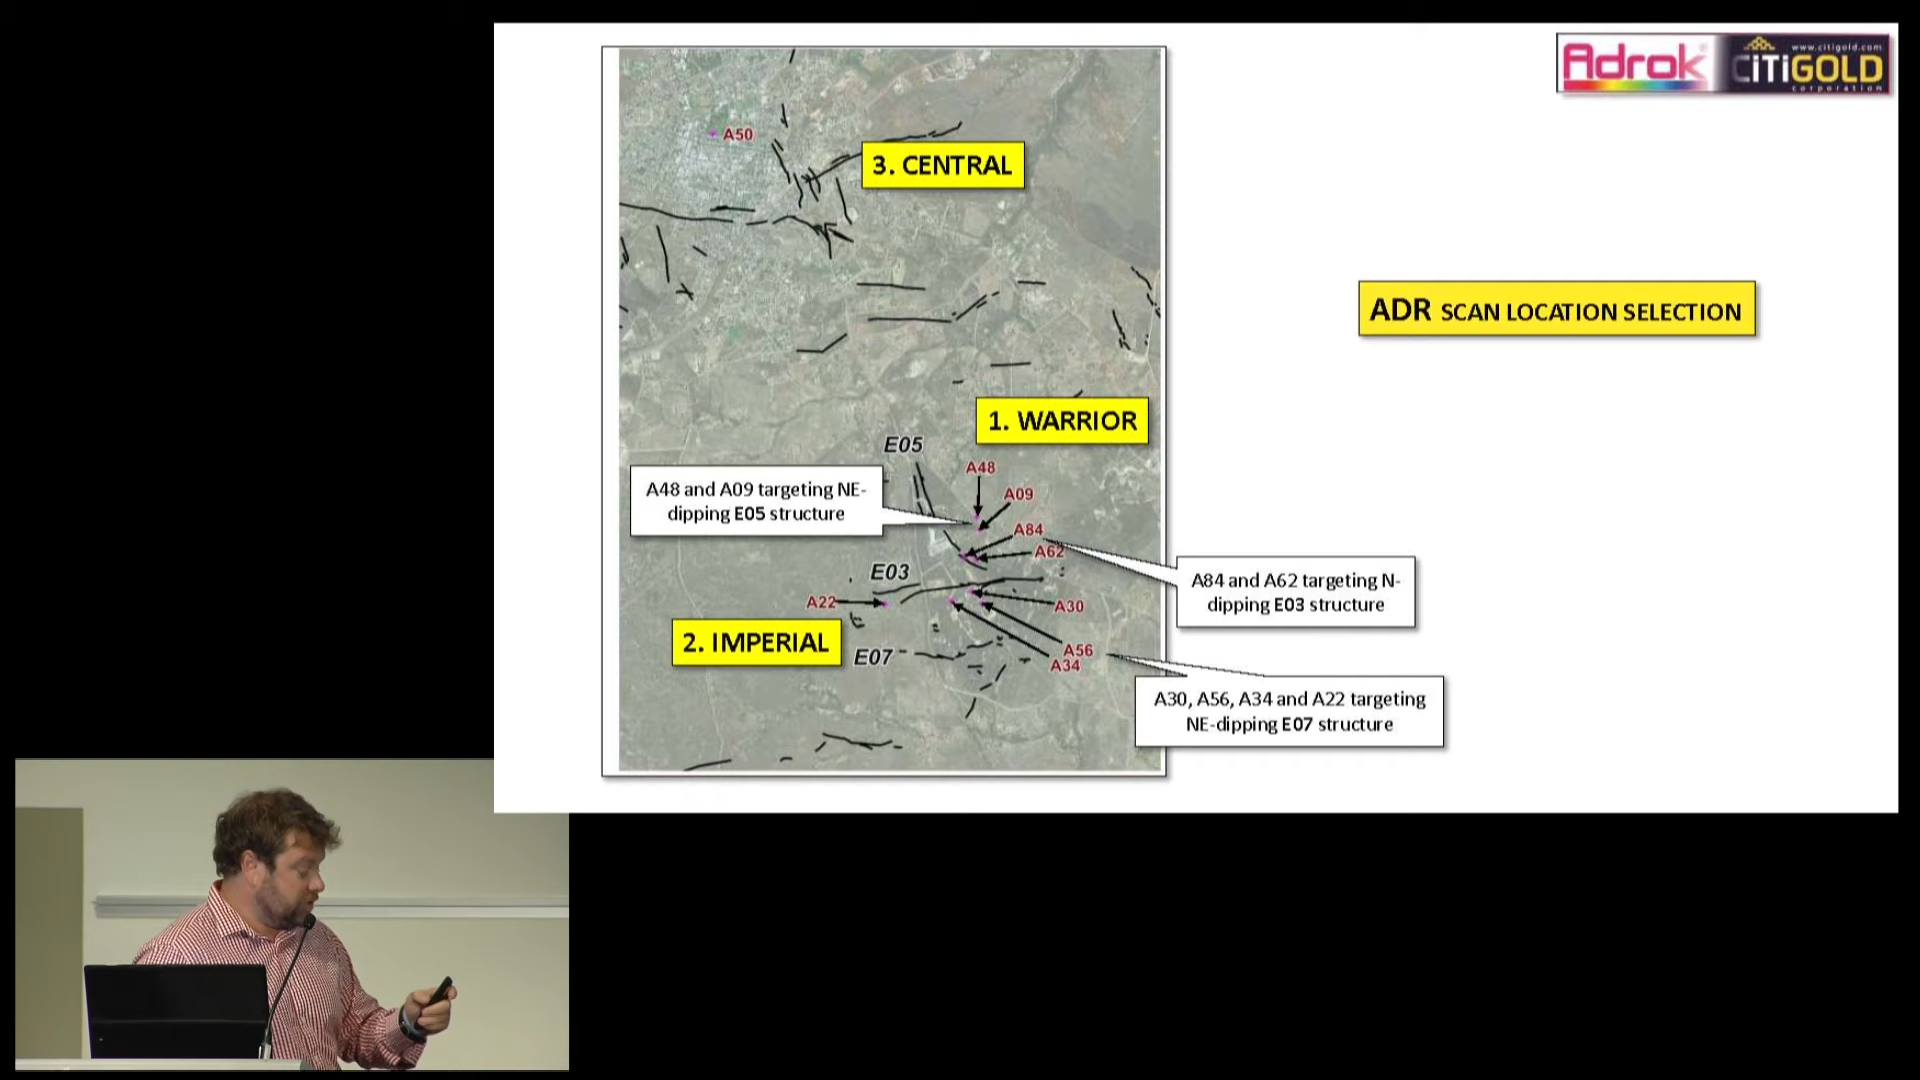 Adrok
www.citigold.com
CITIGOLD
corporation
A50
3. CENTRAL
ADR SCAN LOCATION SELECTION
1. WARRIOR
E05
A48
A48 and A09 targeting NE-
dipping E05 structure
A09
A84
A62
E03
A84 and A62 targeting N-
dipping E03 structure
A22
A30
2. IMPERIAL
E07
A56
A34
A30, A56, A34 and A22 targeting
NE-dipping E07 structure